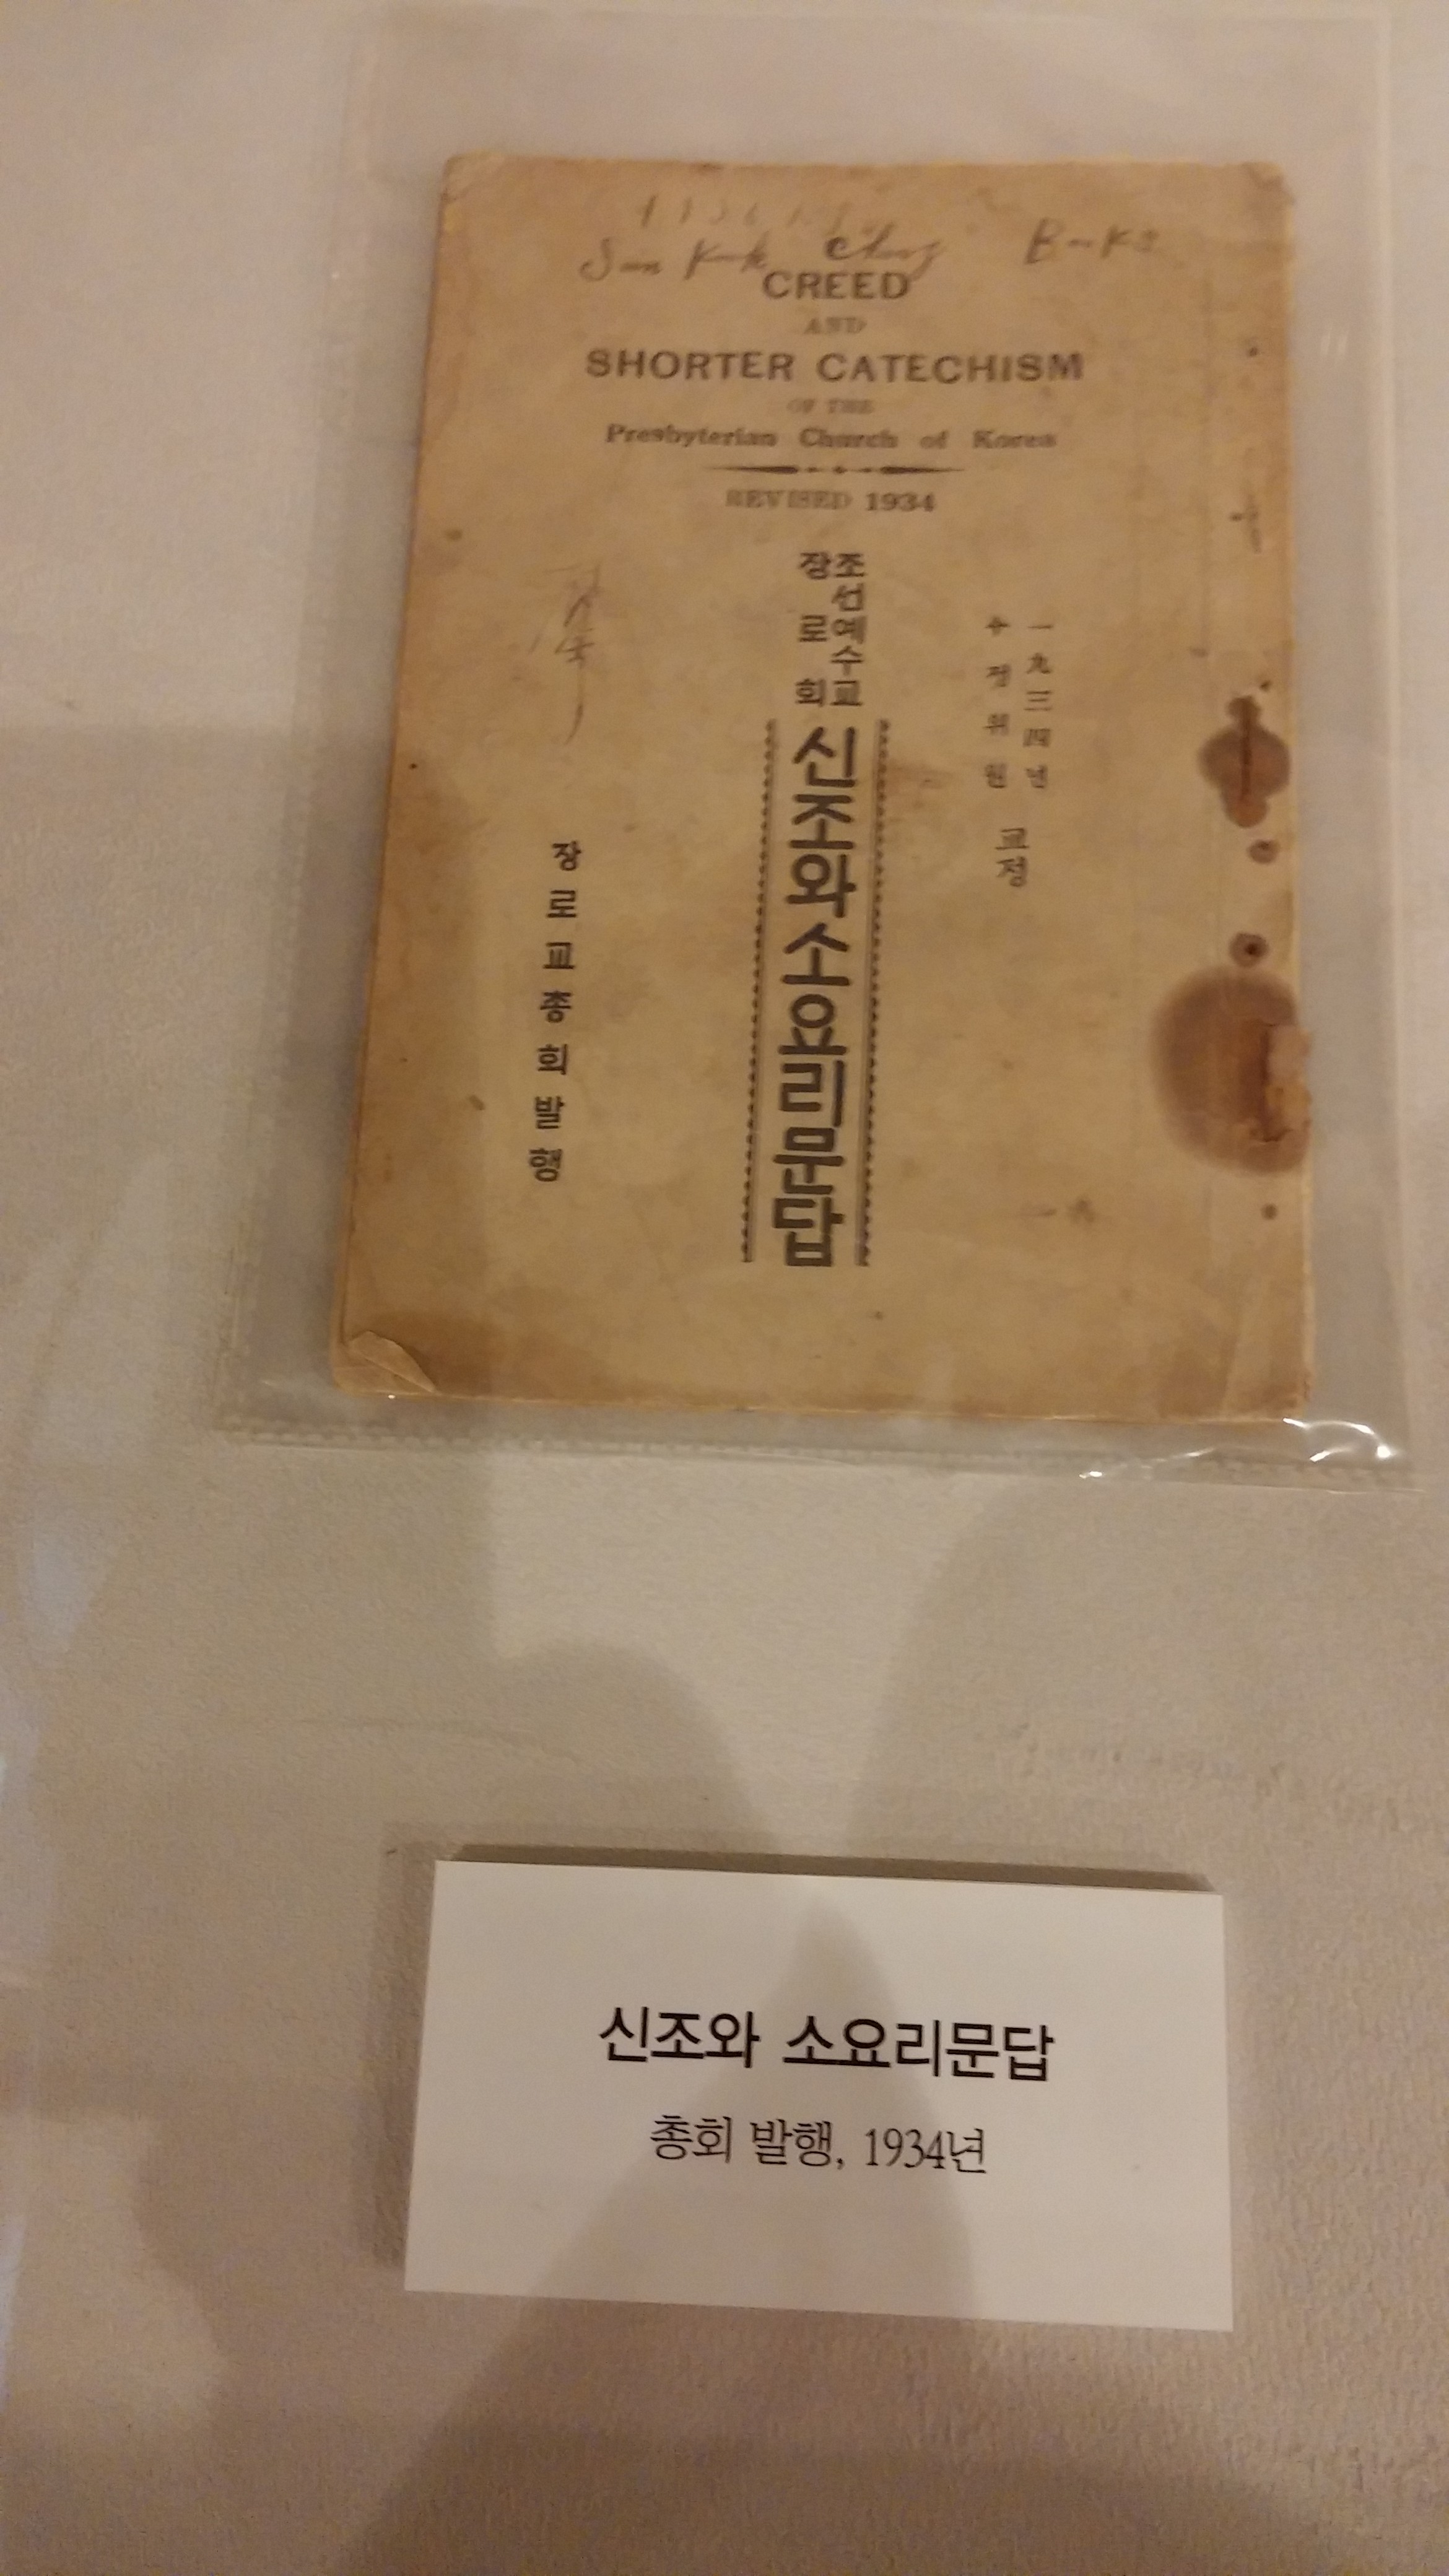 CREED
AND
SHORTER CATECHISM
OF THE
Presbyterian Church of Korea
REVISED 1934
一九三四년
수정위원
교정
조선예수교
장로회
신조와소요리문답
장로교총회발행
신조와 소요리문답
총회 발행, 1934년